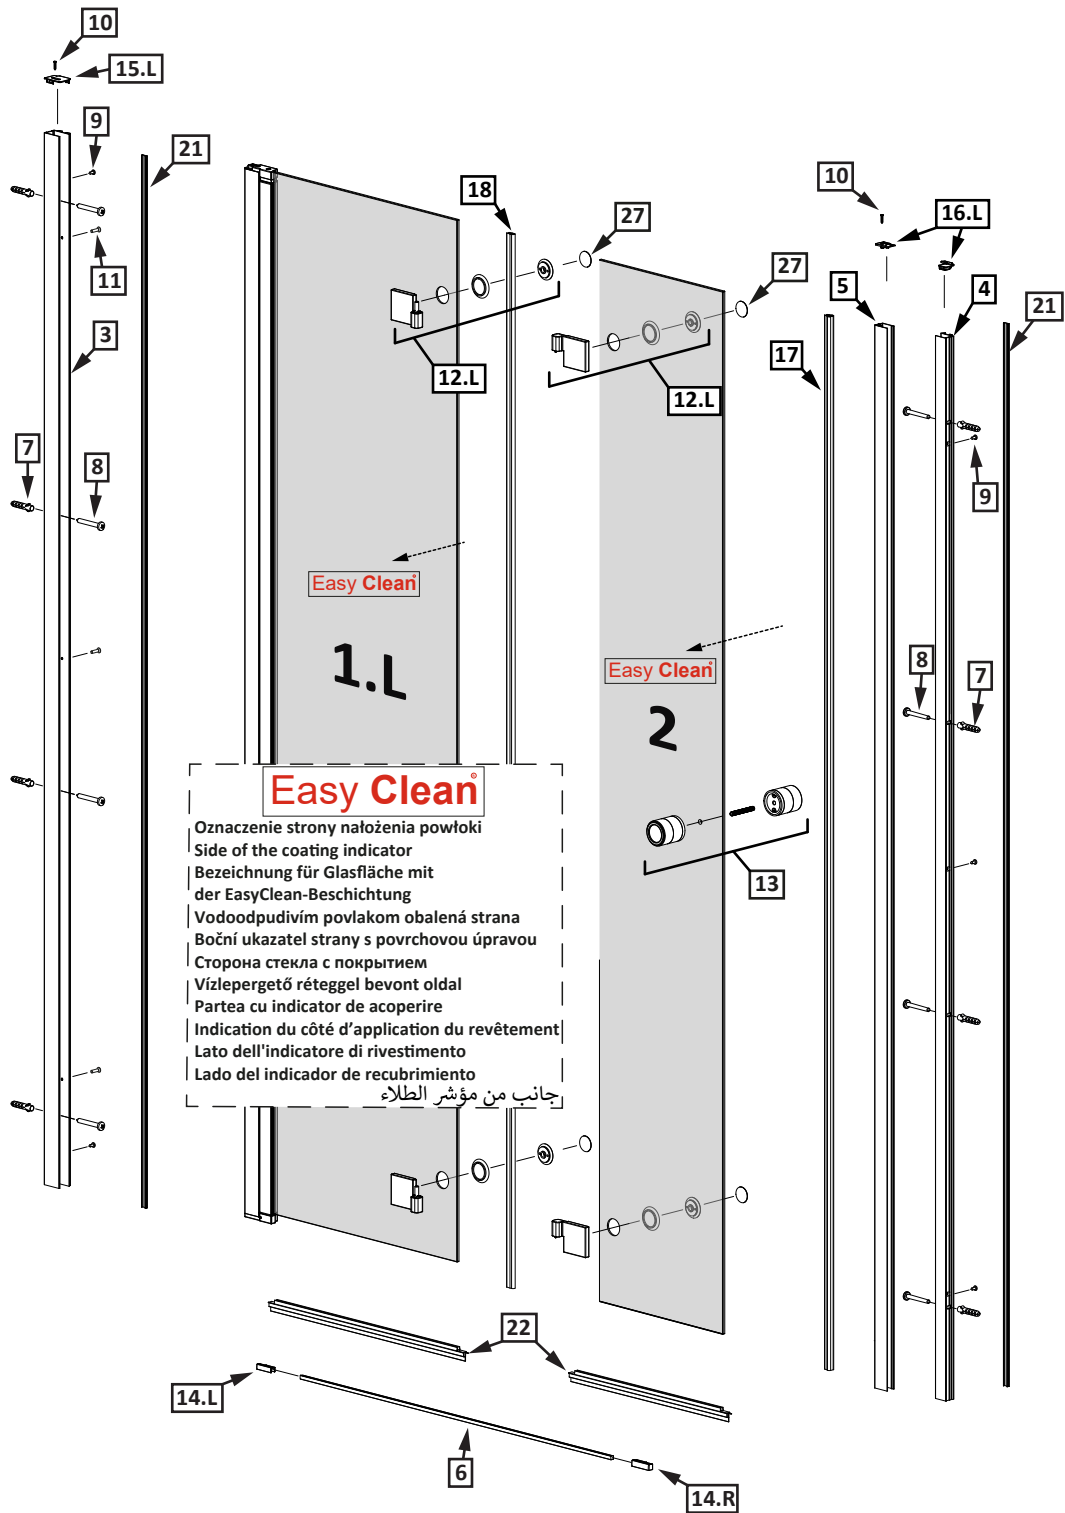 10
15.L
9
21
18
27
10
16.L
27
5
4
21
11
3
17
12.L
12.L
7
8
9
Easy Clean
1.L
Easy Clean
2
8
7
Easy Clean®
Oznaczenie strony nałożenia powłoki
Side of the coating indicator
Bezeichnung für Glasfläche mit
der EasyClean-Beschichtung
Vodoodpudivím povlakom obalená strana
Boční ukazatel strany s povrchovou úpravou
Сторона стекла с покрытием
Vízlepergető réteggel bevont oldal
Partea cu indicator de acoperire
Indication du côté d’application du revêtement
Lato dell'indicatore di rivestimento
Lado del indicador de recubrimiento
جانب من مؤشر الطلاء
13
22
14.L
6
14.R